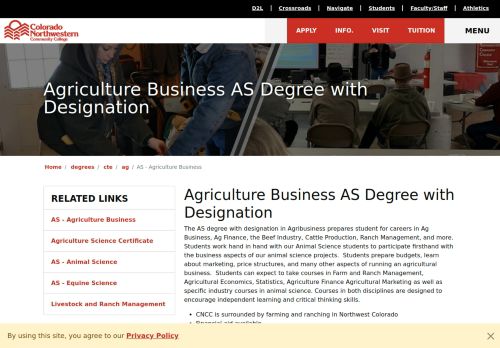 D2L | Crossroads | Navigate | Students | Faculty/Staff | Athletics
Colorado
Northwestern
Community College
APPLY INFO. VISIT TUITION MENU
Agriculture Business AS Degree with
Designation
Home / degrees / cte / ag / AS - Agriculture Business
RELATED LINKS
AS - Agriculture Business
Agriculture Science Certificate
AS - Animal Science
AS - Equine Science
Livestock and Ranch Management
Agriculture Business AS Degree with
Designation
The AS degree with designation in Agribusiness prepares student for careers in Ag
Business, Ag Finance, the Beef Industry, Cattle Production, Ranch Management, and more.
Students work hand in hand with our Animal Science students to participate firsthand with
the business aspects of our animal science projects.  Students prepare budgets, learn
about marketing, price structures, and many other aspects of running an agricultural
business.  Students can expect to take courses in Farm and Ranch Management,
Agricultural Economics, Statistics, Agriculture Finance Agricultural Marketing as well as
specific industry courses in animal science. Courses in both disciplines are designed to
encourage independent learning and critical thinking skills.
• CNCC is surrounded by farming and ranching in Northwest Colorado
• Financial aid available
By using this site, you agree to our Privacy Policy